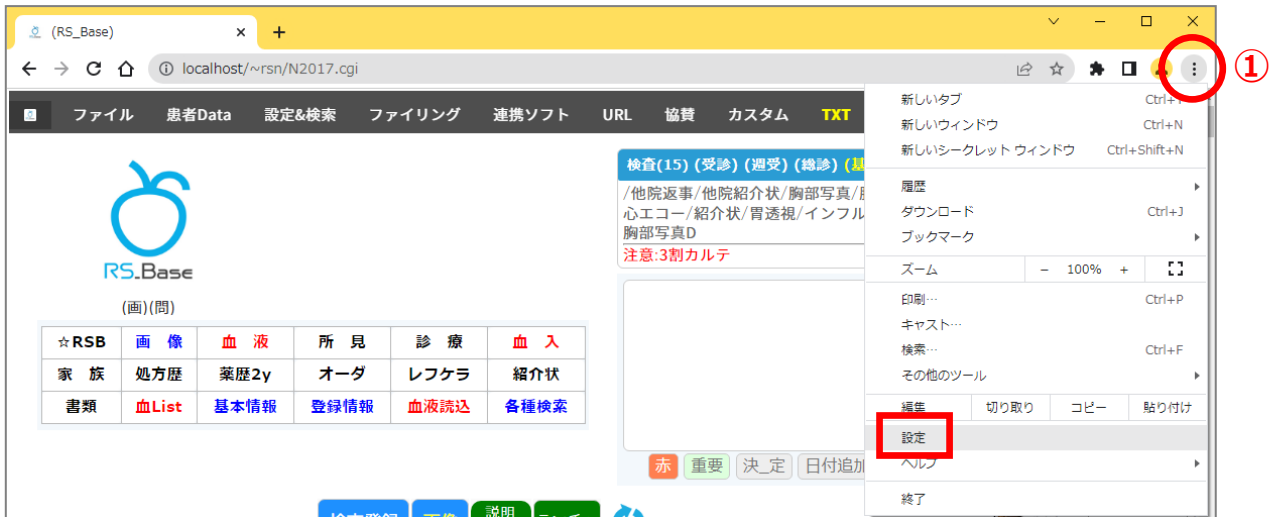 (RS_Base)
localhost/~rsn/N2017.cgi
①
ファイル 患者Data 設定&検索 ファイリング 連携ソフト URL 協賛 カスタム TXT
RS_Base
(画)(問)
☆RSB 画 像 血 液 所 見 診 療 血 入
家 族 処方歴 薬歴2y オーダ レフケラ 紹介状
書類 血List 基本情報 登録情報 血液読込 各種検索
検査(15) (受診) (週受) (総診)
/他院返事/他院紹介状/胸部写真/
心エコー/紹介状/胃透視/インフル
胸部写真D
注意:3割カルテ
赤 重要 決_定 日付追加
説明
新しいタブ
新しいウィンドウ Ctrl+N
新しいシークレット ウィンドウ Ctrl+Shift+N
履歴
ダウンロード Ctrl+J
ブックマーク
ズーム - 100% +
印刷… Ctrl+P
キャスト…
検索… Ctrl+F
その他のツール
編集 切り取り コピー 貼り付け
設定
ヘルプ
終了